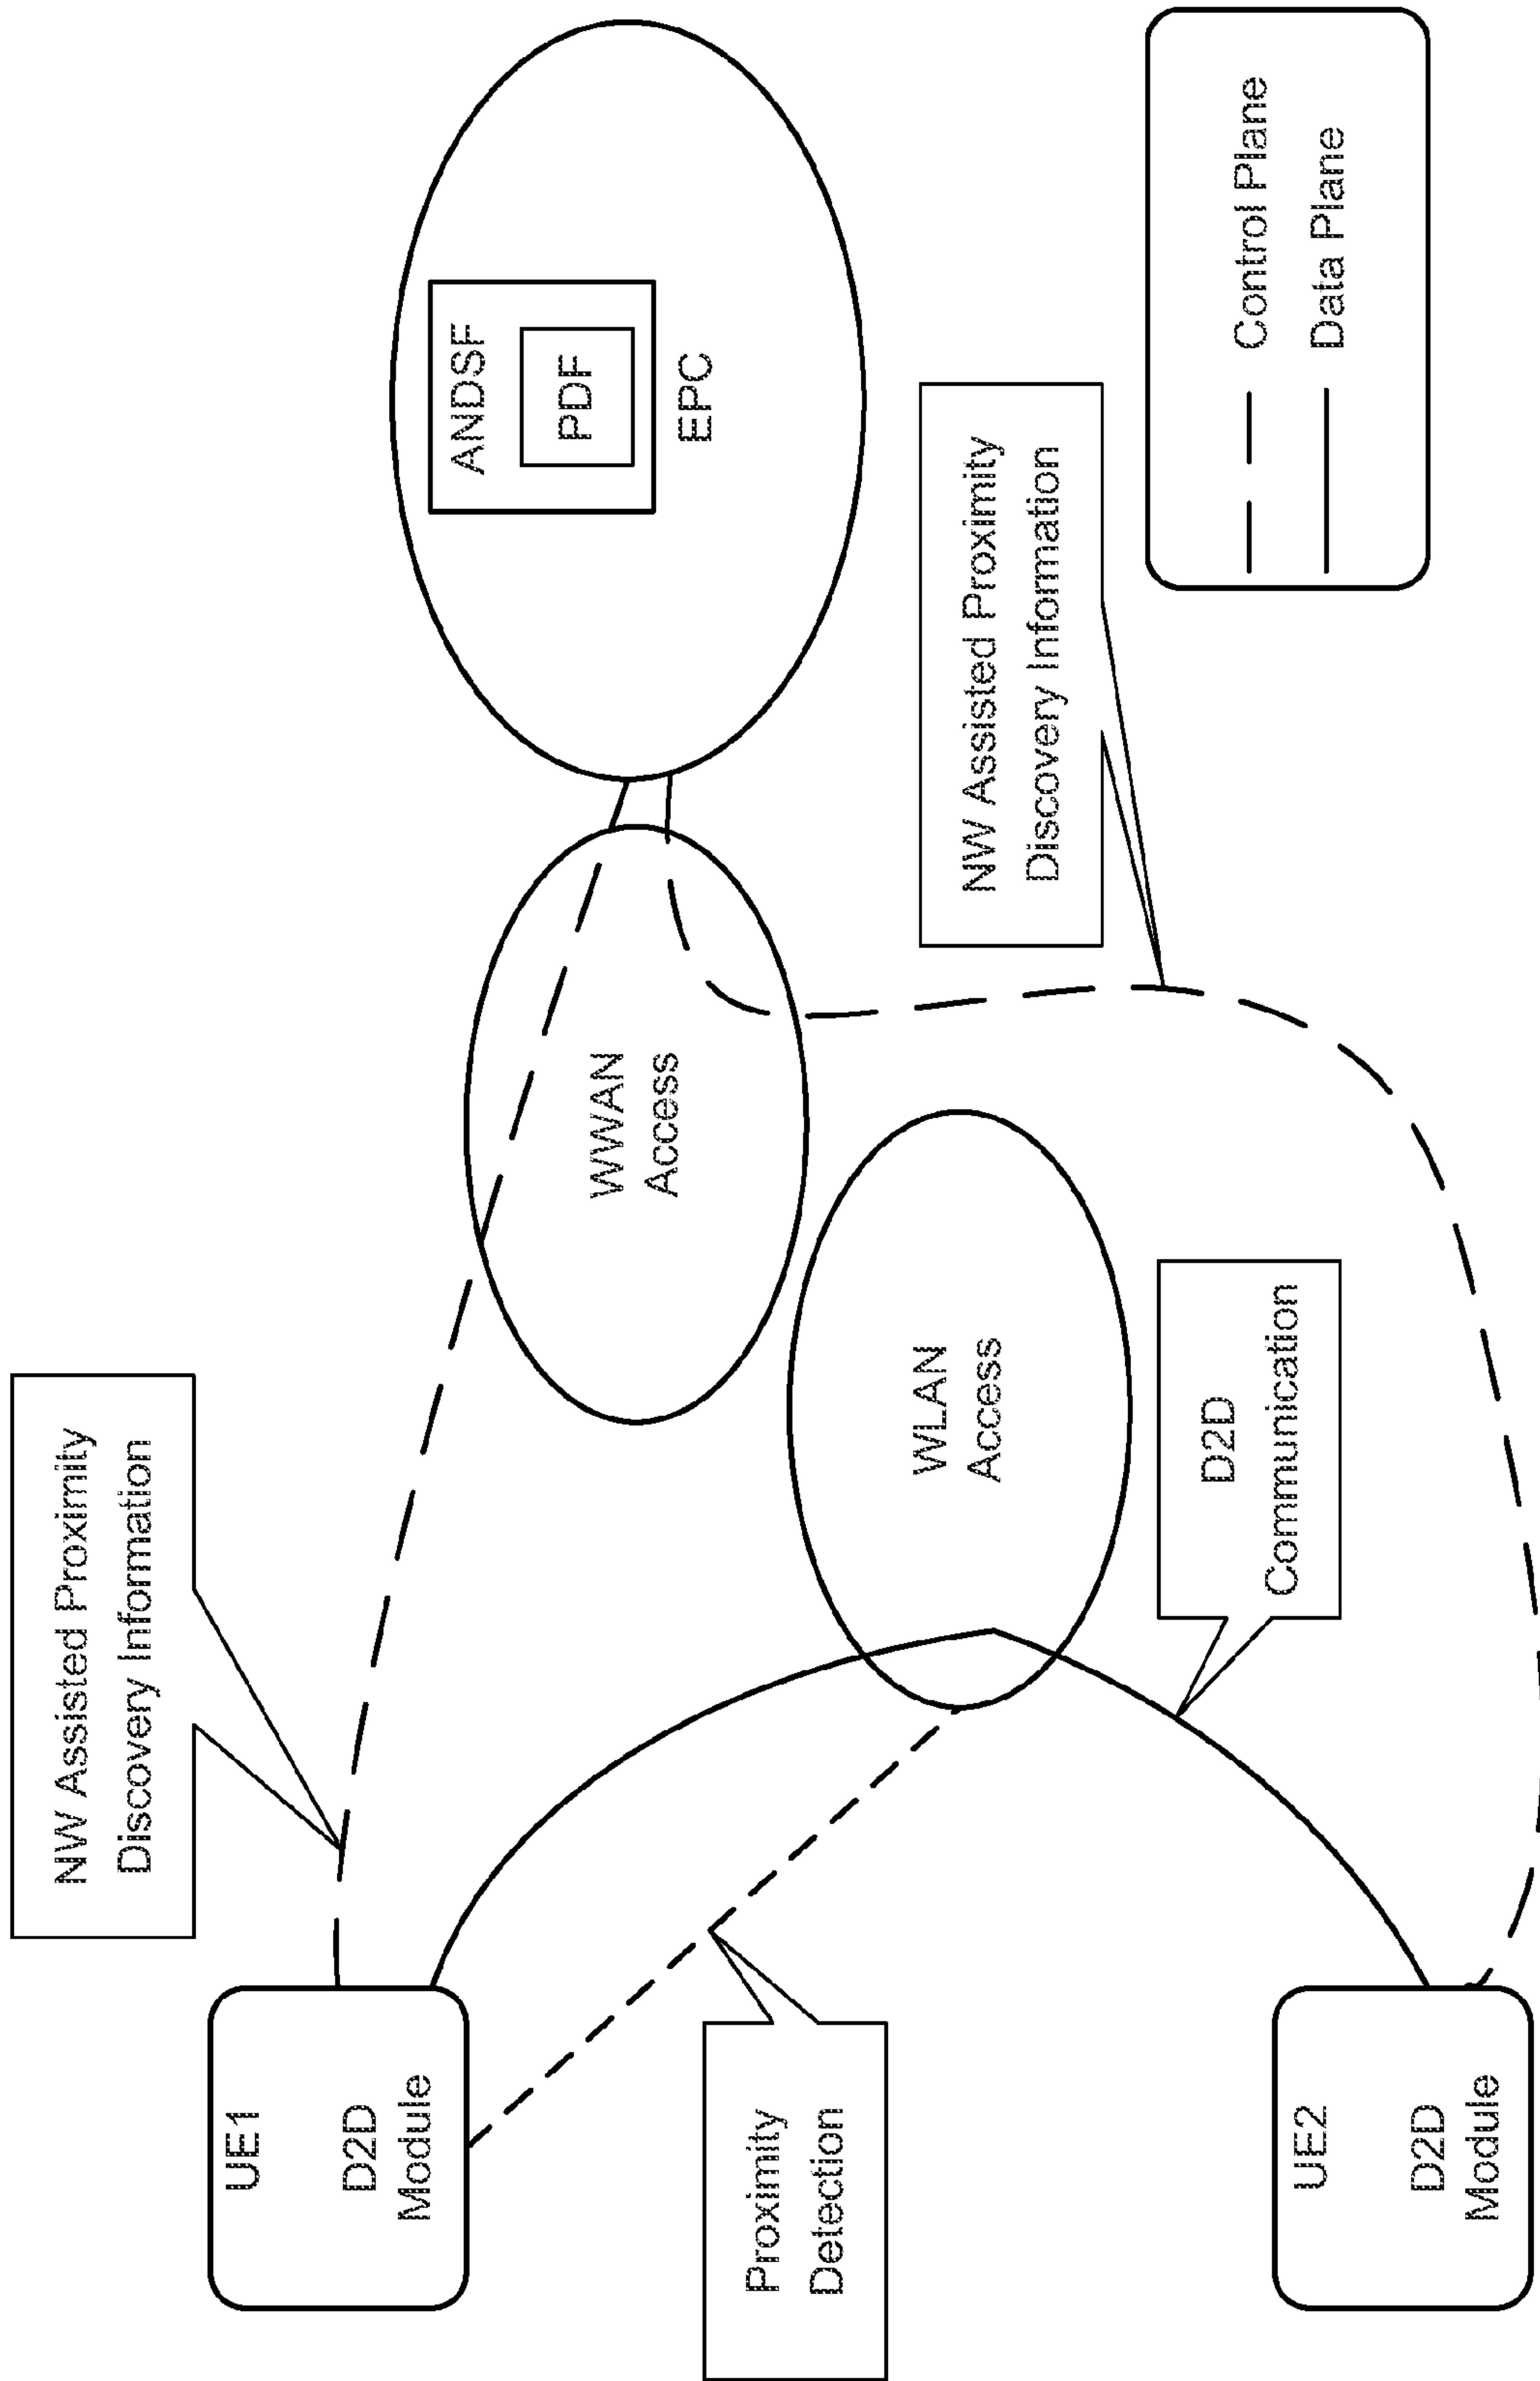 NW Assisted Proximity
Discovery Information
UE1
D2D
Module
ANDSF
PDF
EPC
WWAN
Access
Proximity
Detection
WLAN
Access
NW Assisted Proximity
Discovery Information
D2D
Communication
UE2
D2D
Module
Control Plane
Data Plane